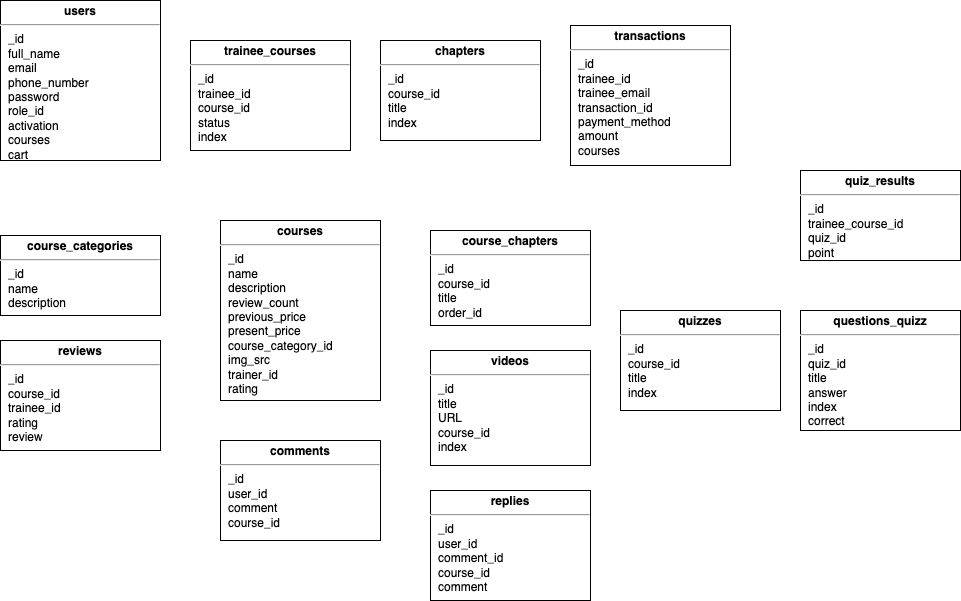 users
_id
full_name
email
phone_number
password
role_id
activation
courses
cart
trainee_courses
_id
trainee_id
course_id
status
index
chapters
_id
course_id
title
index
transactions
_id
trainee_id
trainee_email
transaction_id
payment_method
amount
courses
quiz_results
_id
trainee_course_id
quiz_id
point
course_categories
_id
name
description
courses
_id
name
description
review_count
previous_price
present_price
course_category_id
img_src
trainer_id
rating
course_chapters
_id
course_id
title
order_id
quizzes
_id
course_id
title
index
questions_quizz
_id
quiz_id
title
answer
index
correct
reviews
_id
course_id
trainee_id
rating
review
videos
_id
title
URL
course_id
index
comments
_id
user_id
comment
course_id
replies
_id
user_id
comment_id
course_id
comment